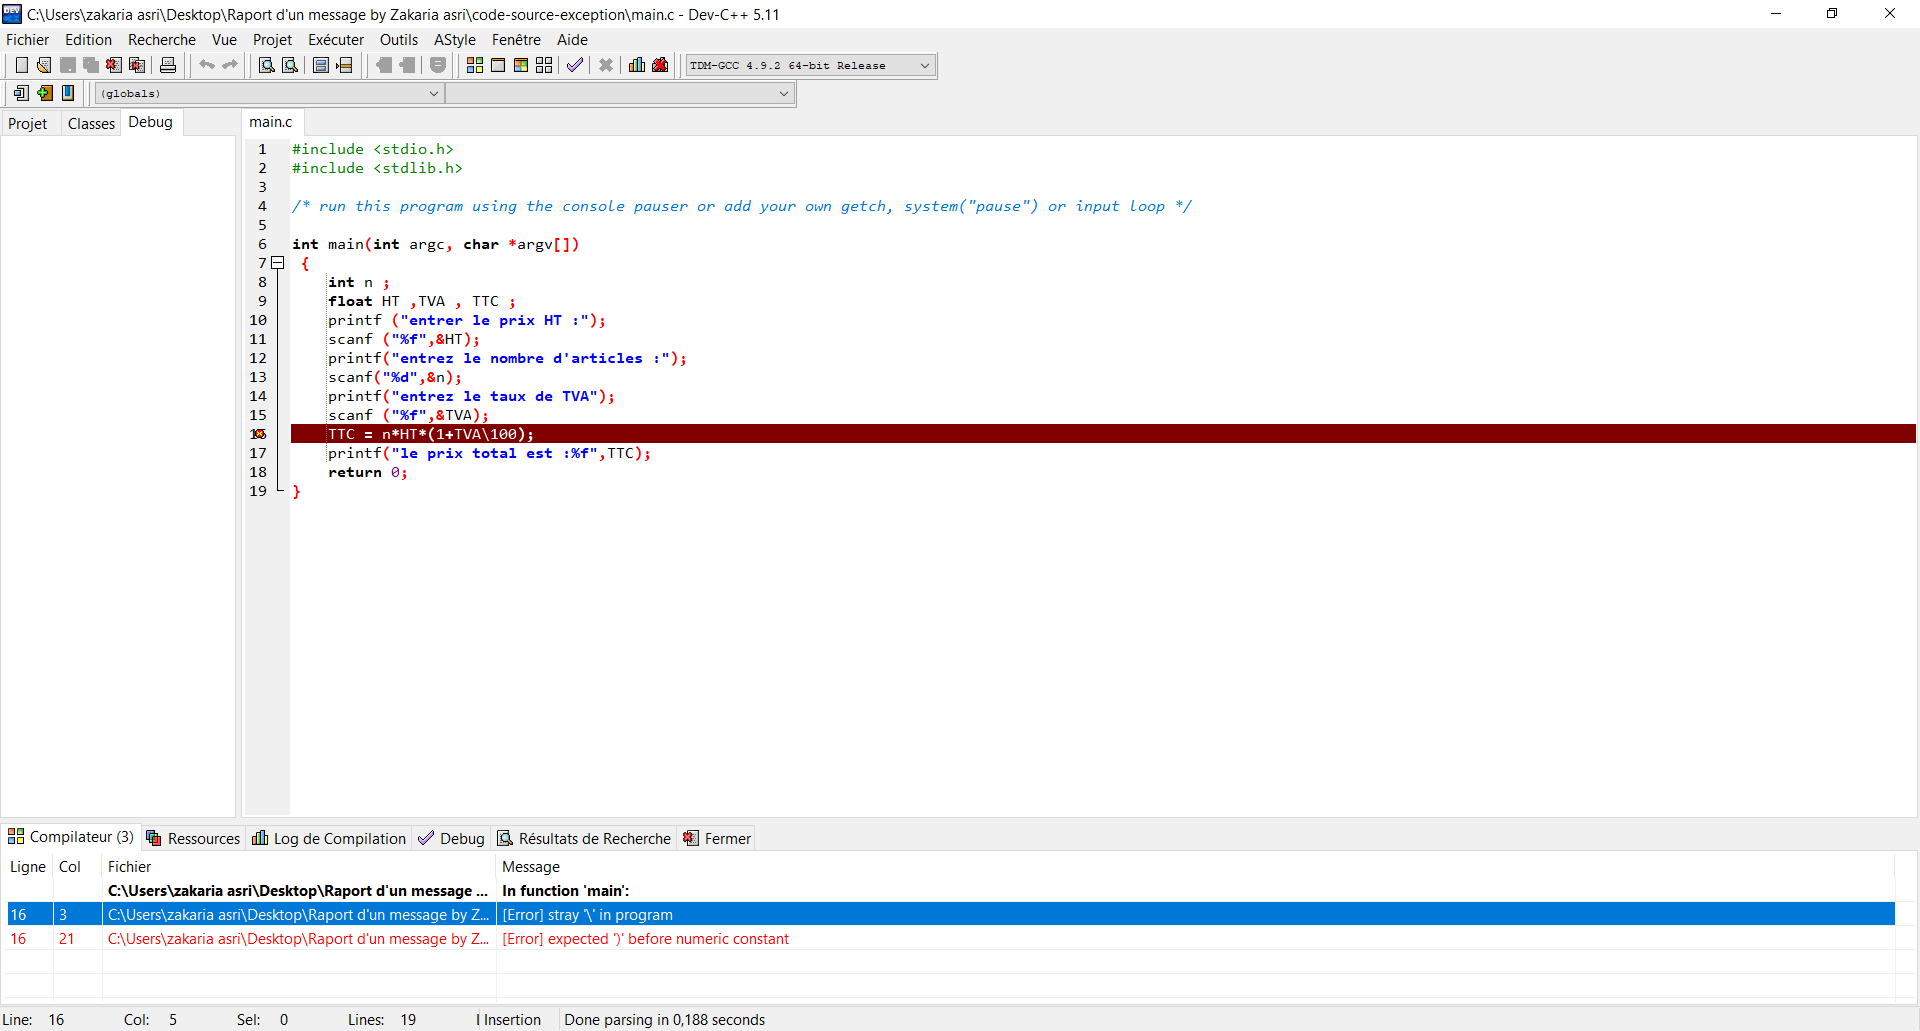 C:\Users\zakaria asri\Desktop\Raport d'un message by Zakaria asri\code-source-exception\main.c - Dev-C++ 5.11
Fichier Edition Recherche Vue Projet Exécuter Outils AStyle Fenêtre Aide
TDM-GCC 4.9.2 64-bit Release
(globals)
Projet Classes Debug main.c
1 #include <stdio.h>
2 #include <stdlib.h>
3
4 /* run this program using the console pauser or add your own getch, system("pause") or input loop */
5
6 int main(int argc, char *argv[])
7 {
8 int n ;
9 float HT ,TVA , TTC ;
10 printf ("entrer le prix HT :");
11 scanf ("%f",&HT);
12 printf("entrez le nombre d'articles :");
13 scanf("%d",&n);
14 printf("entrez le taux de TVA");
15 scanf ("%f",&TVA);
16 TTC = n*HT*(1+TVA\100);
17 printf("le prix total est :%f",TTC);
18 return 0;
19 }
Compilateur (3) Ressources Log de Compilation Debug Résultats de Recherche Fermer
Ligne Col Fichier Message
C:\Users\zakaria asri\Desktop\Raport d'un message ... In function 'main':
16 3 C:\Users\zakaria asri\Desktop\Raport d'un message by Z... [Error] stray '\' in program
16 21 C:\Users\zakaria asri\Desktop\Raport d'un message by Z... [Error] expected ')' before numeric constant
Line: 16 Col: 5 Sel: 0 Lines: 19 Insertion Done parsing in 0,188 seconds